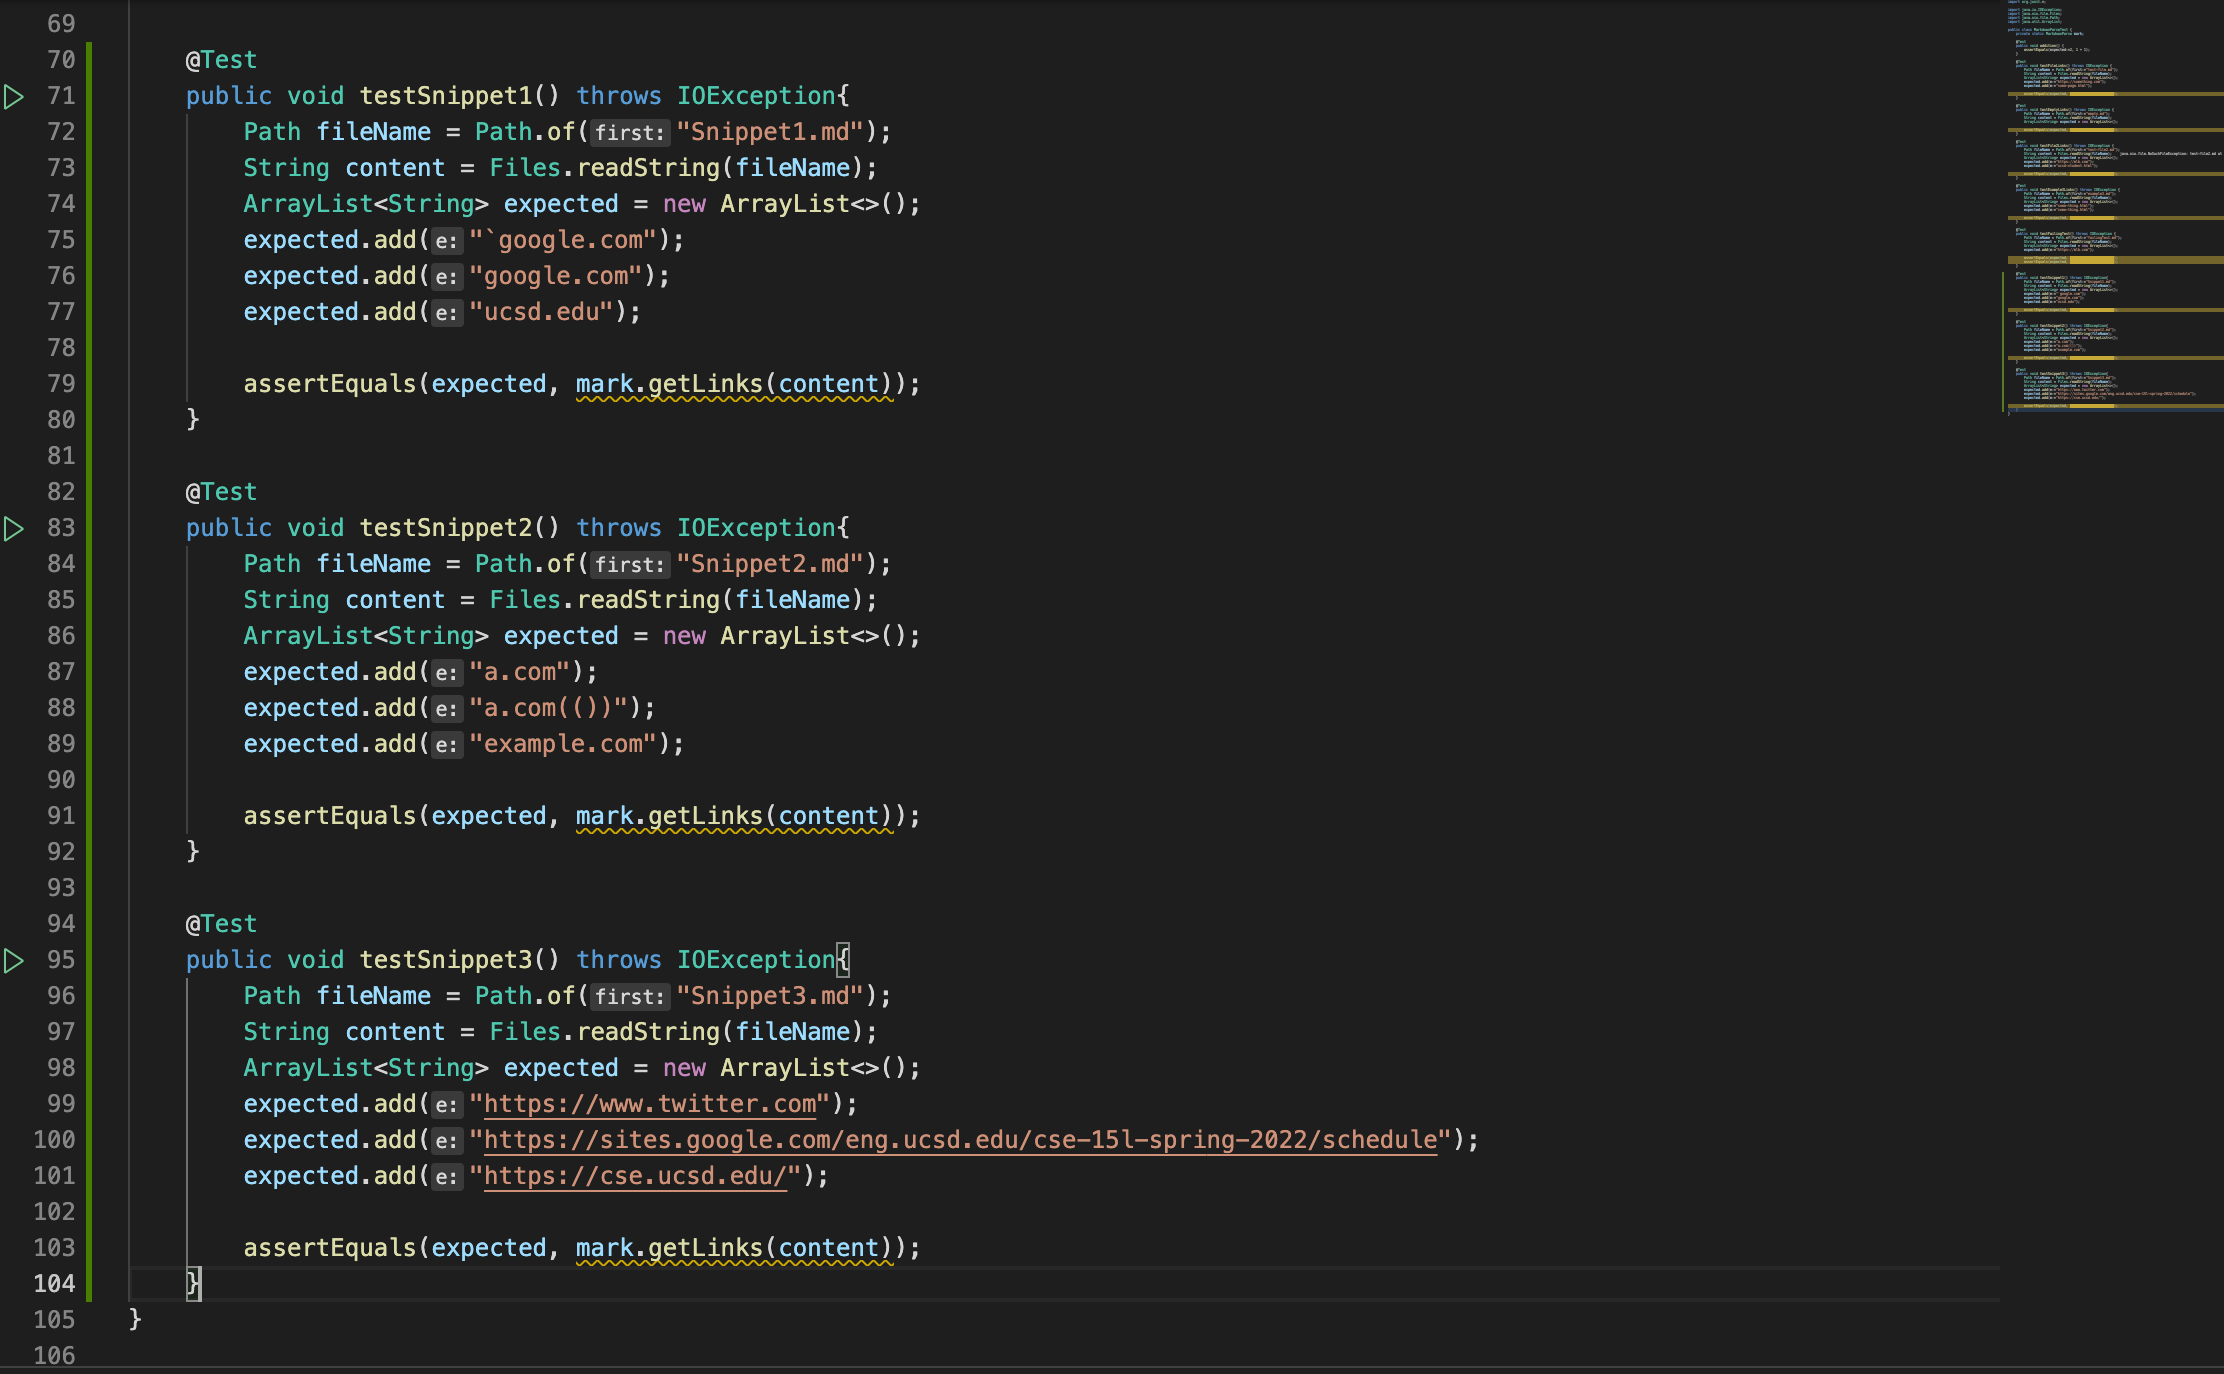 69
70 @Test
71 public void testSnippet1() throws IOException{
72 Path fileName = Path.of(first: "Snippet1.md");
73 String content = Files.readString(fileName);
74 ArrayList<String> expected = new ArrayList<>();
75 expected.add(e: "`google.com");
76 expected.add(e: "google.com");
77 expected.add(e: "ucsd.edu");
78
79 assertEquals(expected, mark.getLinks(content));
80 }
81
82 @Test
83 public void testSnippet2() throws IOException{
84 Path fileName = Path.of(first: "Snippet2.md");
85 String content = Files.readString(fileName);
86 ArrayList<String> expected = new ArrayList<>();
87 expected.add(e: "a.com");
88 expected.add(e: "a.com(())");
89 expected.add(e: "example.com");
90
91 assertEquals(expected, mark.getLinks(content));
92 }
93
94 @Test
95 public void testSnippet3() throws IOException{
96 Path fileName = Path.of(first: "Snippet3.md");
97 String content = Files.readString(fileName);
98 ArrayList<String> expected = new ArrayList<>();
99 expected.add(e: "https://www.twitter.com");
100 expected.add(e: "https://sites.google.com/eng.ucsd.edu/cse-15l-spring-2022/schedule");
101 expected.add(e: "https://cse.ucsd.edu/");
102
103 assertEquals(expected, mark.getLinks(content));
104 }
105 }
106